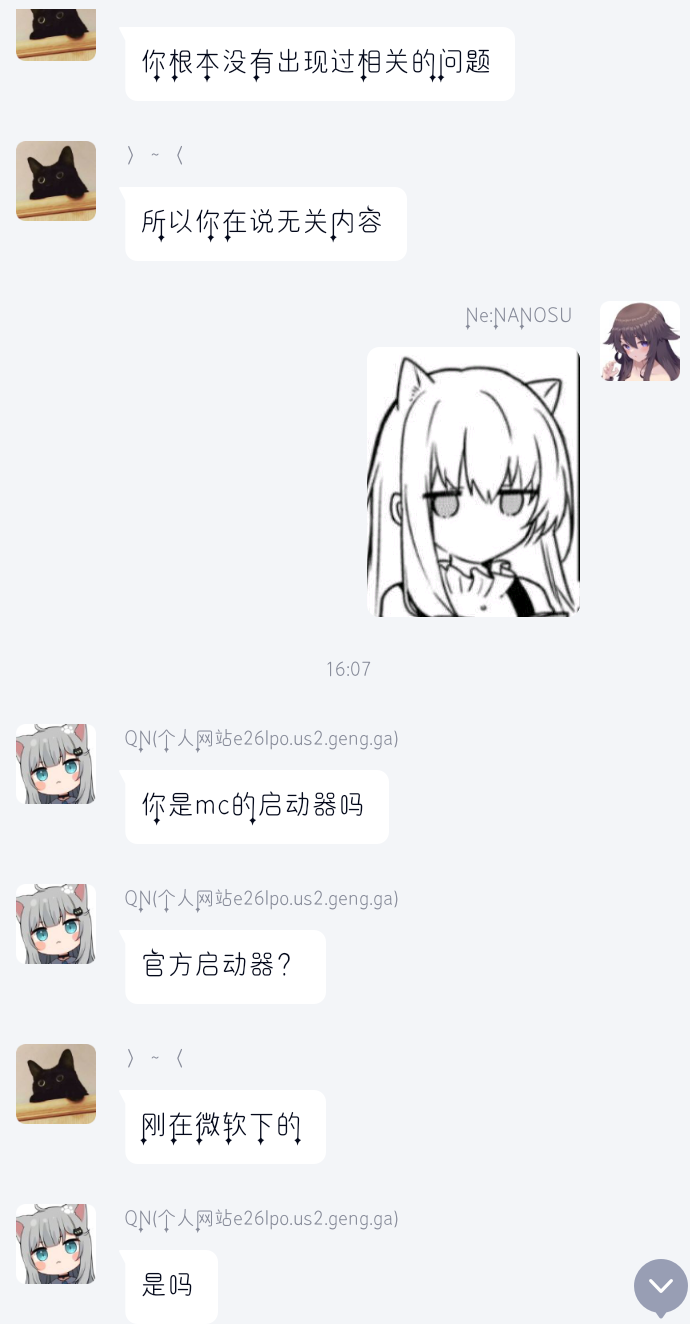 你根本没有出现过相关的问题
〉 ~ 〈
所以你在说无关内容
Ne:NANOSU
16:07
QN(个人网站e26lpo.us2.geng.ga)
你是mc的启动器吗
QN(个人网站e26lpo.us2.geng.ga)
官方启动器?
〉 ~ 〈
刚在微软下的
QN(个人网站e26lpo.us2.geng.ga)
是吗